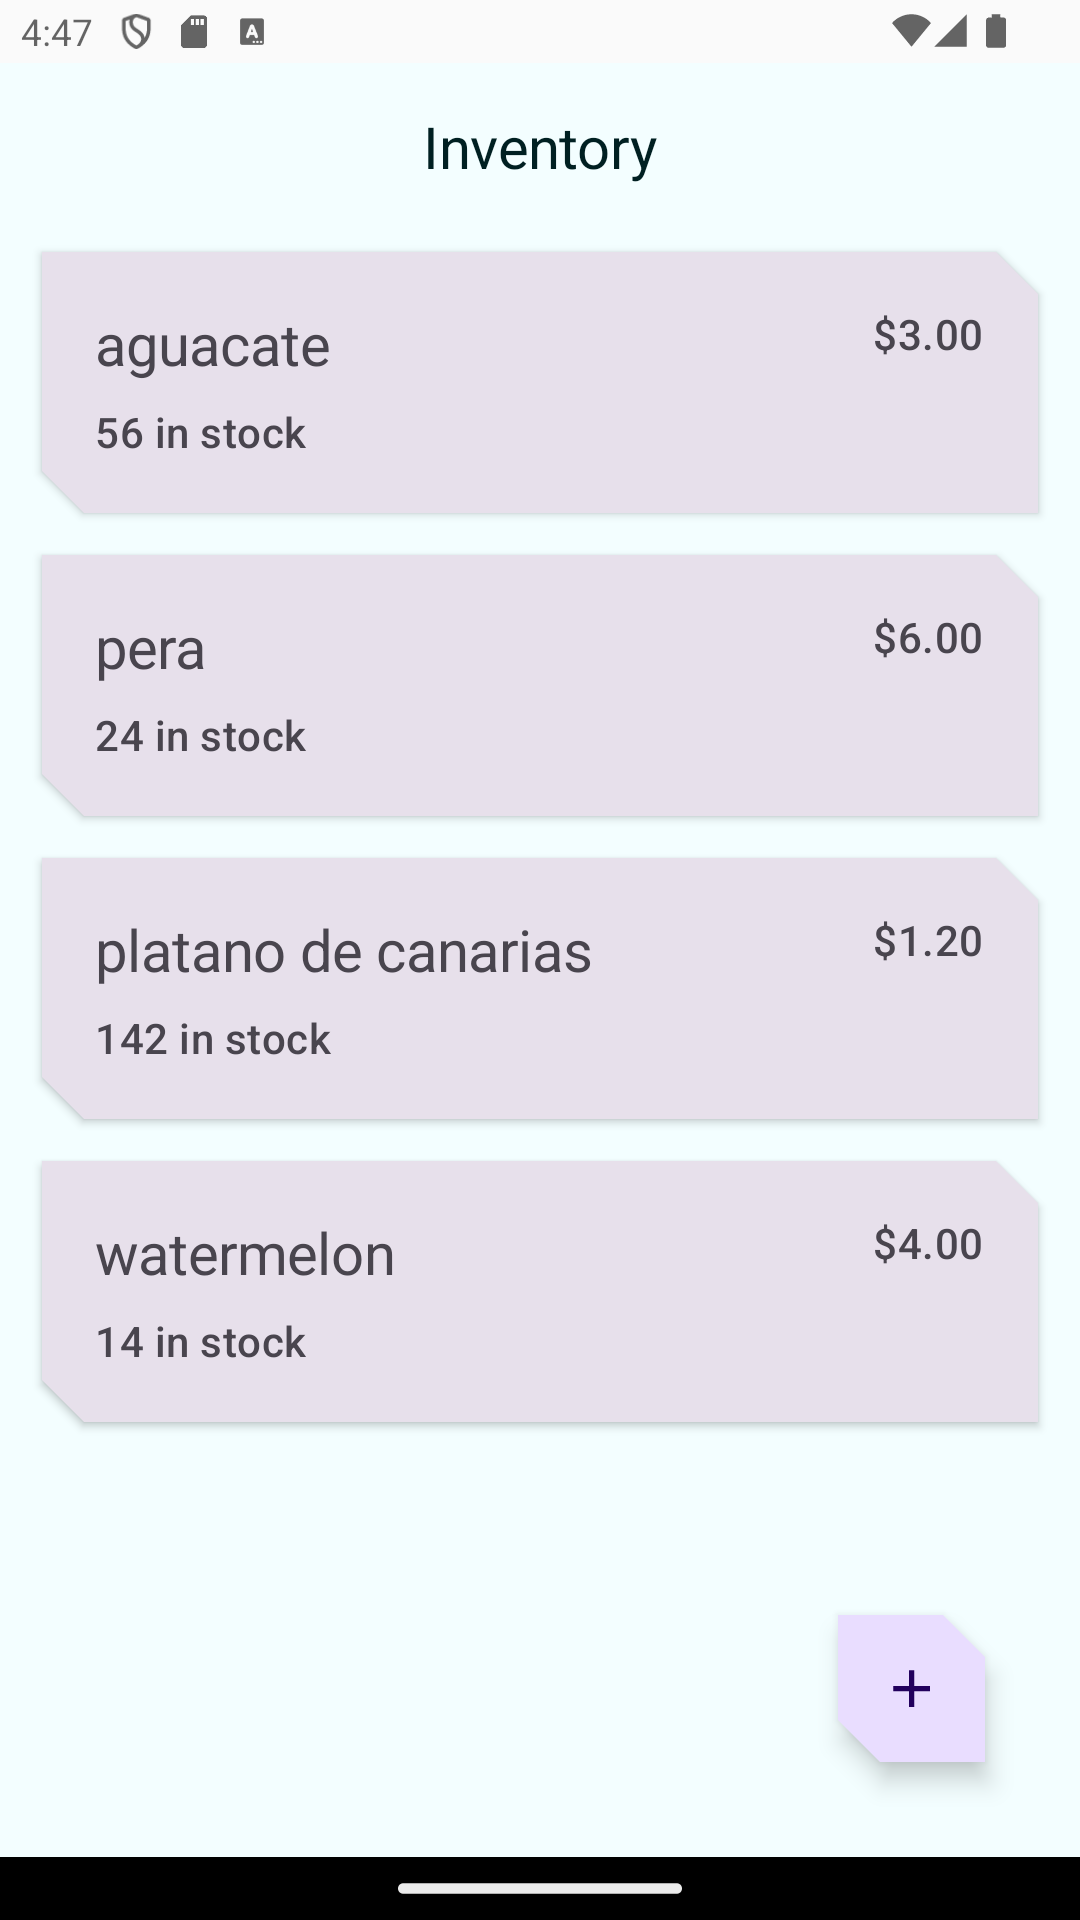 4:47
Inventory
aguacate
$3.00
56 in stock
pera
$6.00
24 in stock
platano de canarias
$1.20
142 in stock
watermelon
$4.00
14 in stock
+